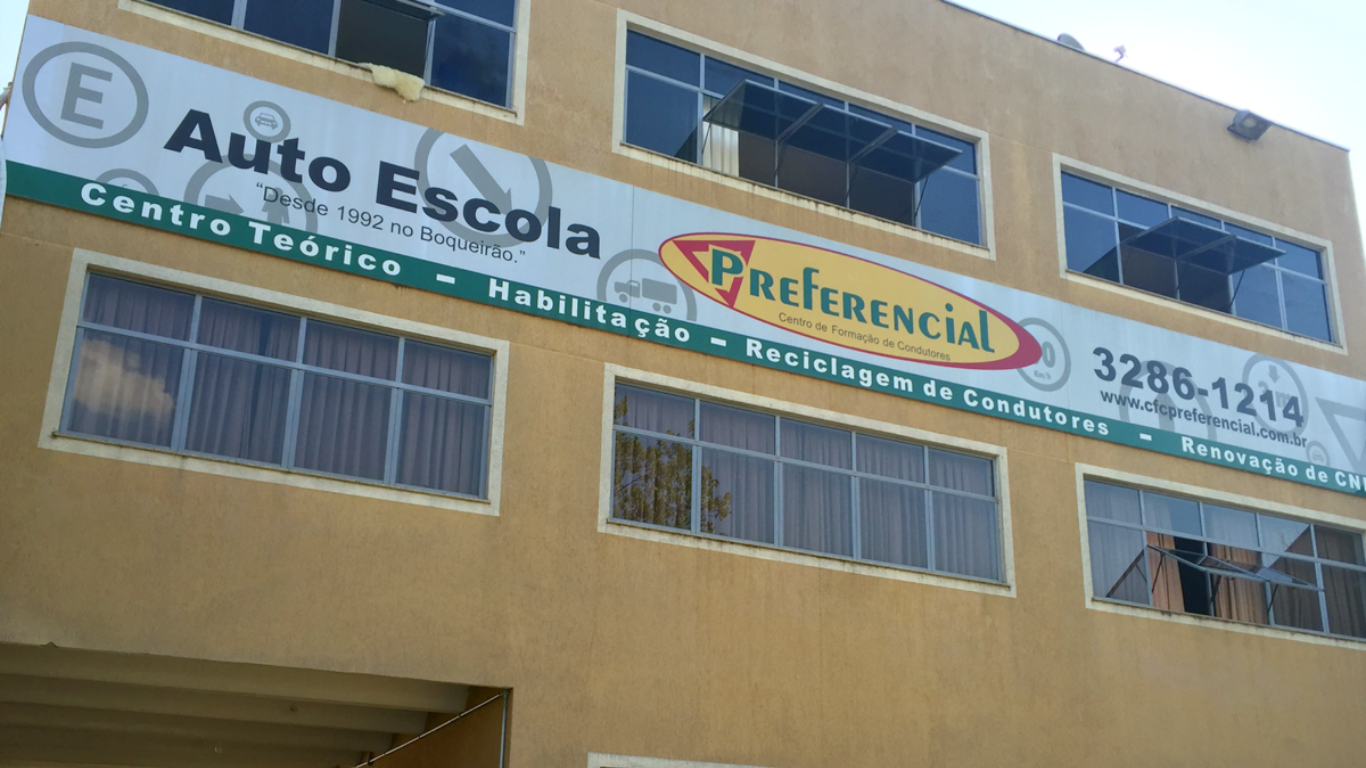 E
Auto Escola
"Desde 1992 no Boqueirão."
PReFERENCial
Centro de Formação de Condutores
3286-1214
www.cfcpreferencial.com.br
Centro Teórico - Habilitação - Reciclagem de Condutores - Renovação de CN